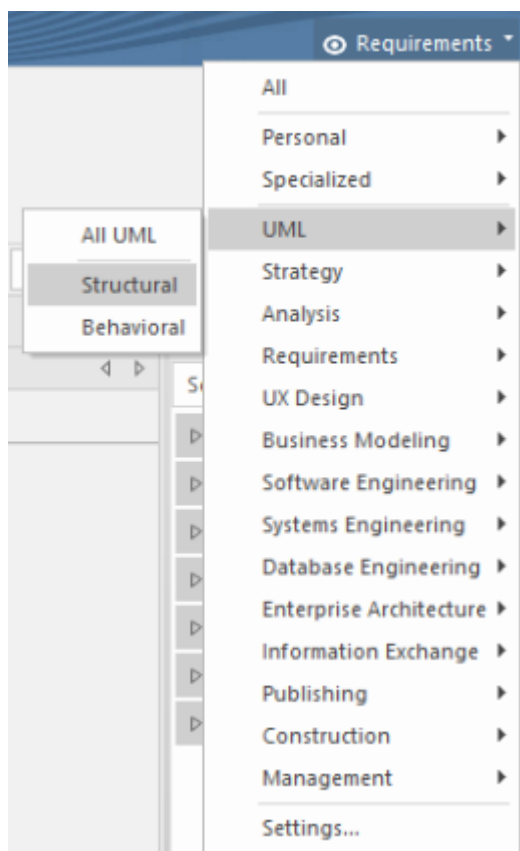 Requirements
All
Personal
Specialized
UML
Strategy
Analysis
Requirements
UX Design
Business Modeling
Software Engineering
Systems Engineering
Database Engineering
Enterprise Architecture
Information Exchange
Publishing
Construction
Management
Settings...
All UML
Structural
Behavioral